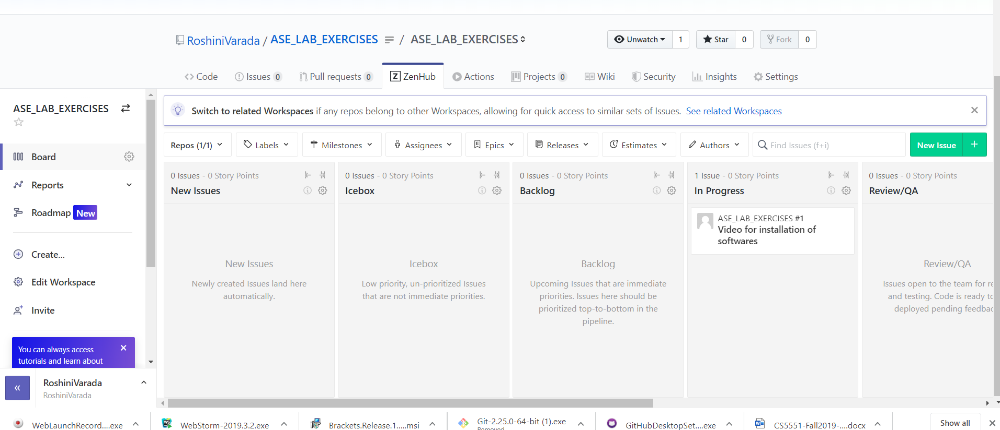 RoshiniVarada / ASE_LAB_EXERCISES / ASE_LAB_EXERCISES
Unwatch 1 Star 0 Fork 0
Code Issues 0 Pull requests 0 Z ZenHub Actions Projects 0 Wiki Security Insights Settings
ASE_LAB_EXERCISES
Board
Reports
Roadmap New
Create...
Edit Workspace
Invite
You can always access
tutorials and learn about
RoshiniVarada
RoshiniVarada
Switch to related Workspaces if any repos belong to other Workspaces, allowing for quick access to similar sets of Issues. See related Workspaces
Repos (1/1) Labels Milestones Assignees Epics Releases Estimates Authors Find Issues (f+i) New Issue +
0 Issues - 0 Story Points
New Issues
New Issues
Newly created Issues land here
automatically.
0 Issues - 0 Story Points
Icebox
Icebox
Low priority, un-prioritized Issues
that are not immediate priorities.
0 Issues - 0 Story Points
Backlog
Backlog
Upcoming Issues that are immediate
priorities. Issues here should be
prioritized top-to-bottom in the
pipeline.
1 Issue - 0 Story Points
In Progress
ASE_LAB_EXERCISES #1
Video for installation of
softwares
0 Issues - 0 Story Points
Review/QA
Review/QA
Issues open to the team for re
and testing. Code is ready to
deployed pending feedbac
WebLaunchRecord....exe
WS WebStorm-2019.3.2.exe
Brackets.Release.1.....msi
Git-2.25.0-64-bit (1).exe
Removed
GitHubDesktopSet....exe
CS5551-Fall2019-....docx
Show all